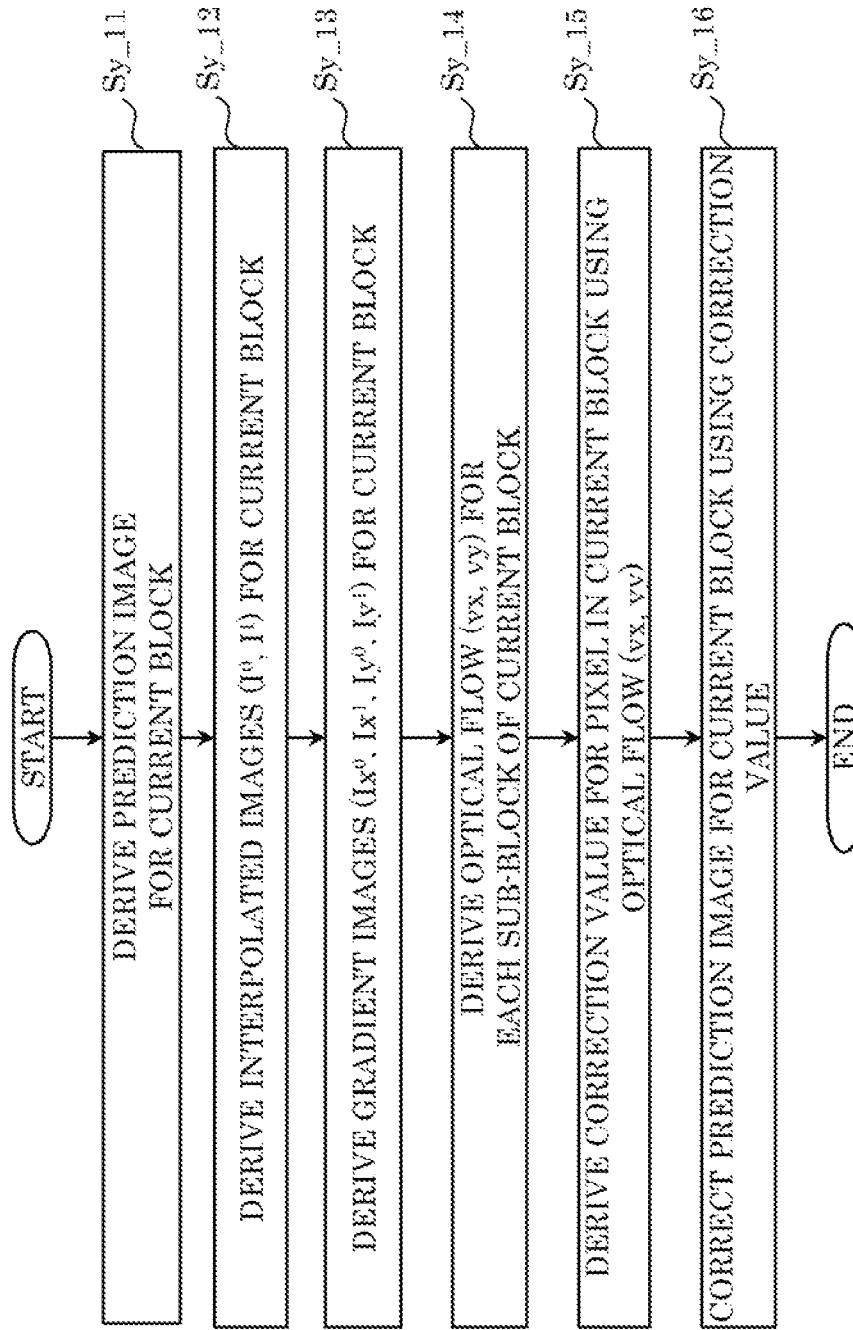 START
Sy_11
DERIVE PREDICTION IMAGE
FOR CURRENT BLOCK
Sy_12
DERIVE INTERPOLATED IMAGES (I⁰, I¹) FOR CURRENT BLOCK
Sy_13
DERIVE GRADIENT IMAGES (Ix⁰, Ix¹, Iy⁰, Iy¹) FOR CURRENT BLOCK
Sy_14
DERIVE OPTICAL FLOW (vx, vy) FOR
EACH SUB-BLOCK OF CURRENT BLOCK
Sy_15
DERIVE CORRECTION VALUE FOR PIXEL IN CURRENT BLOCK USING
OPTICAL FLOW (vx, vy)
Sy_16
CORRECT PREDICTION IMAGE FOR CURRENT BLOCK USING CORRECTION
VALUE
END